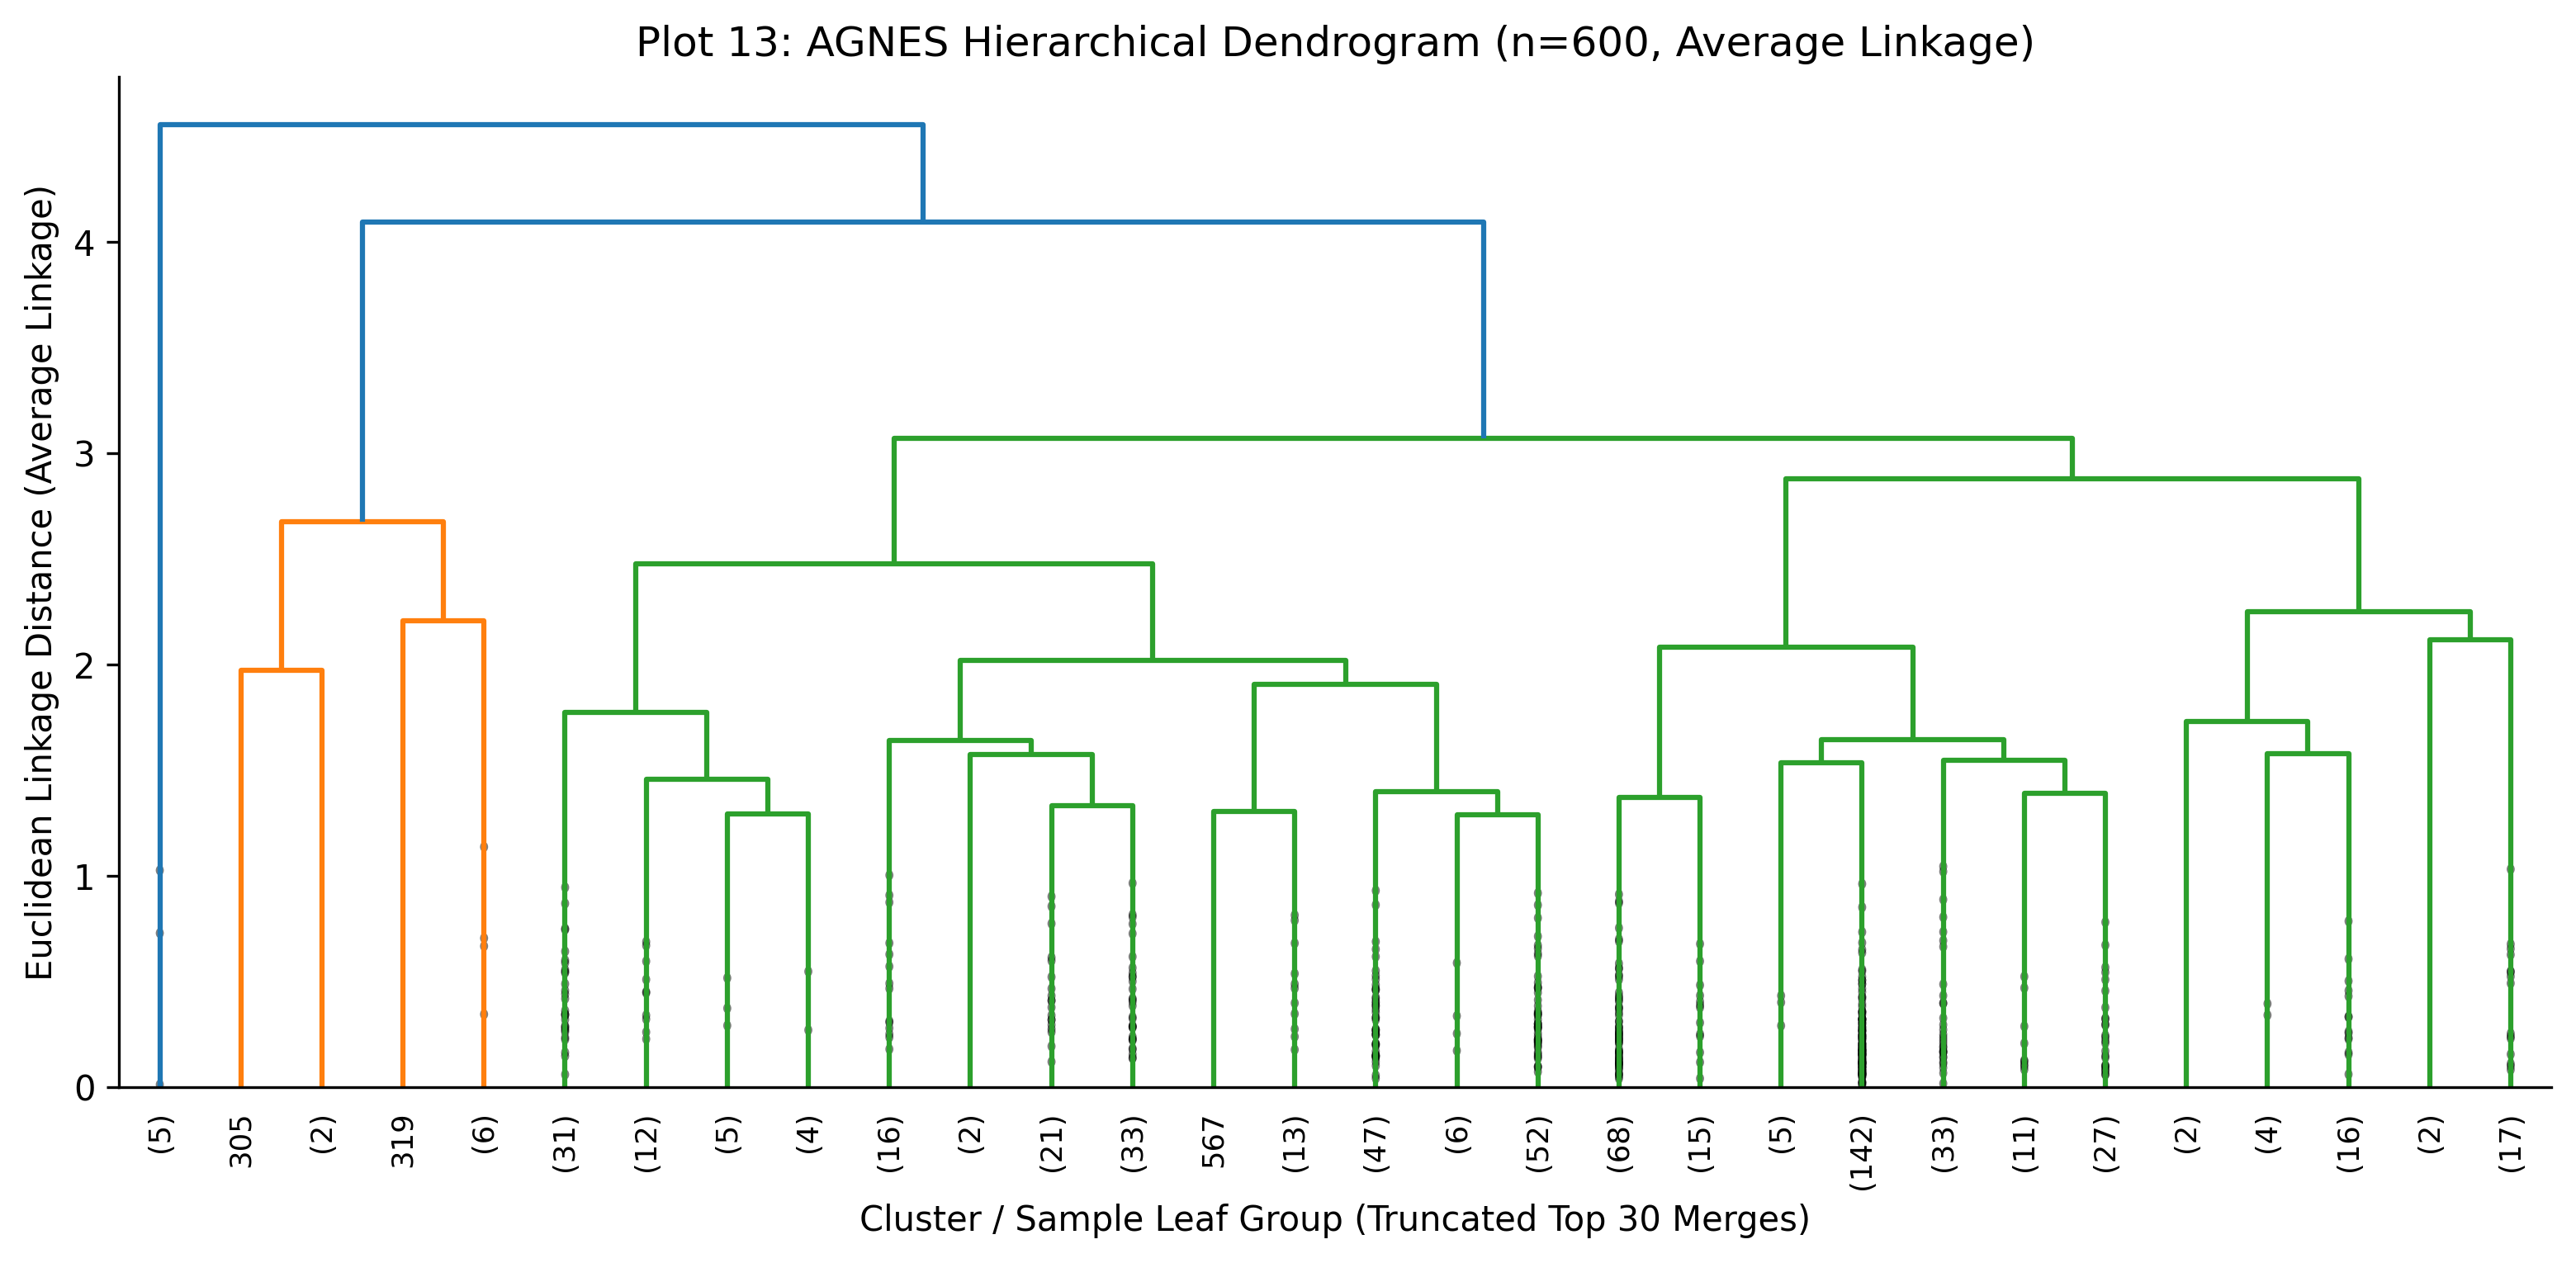 Plot 13: AGNES Hierarchical Dendrogram (n=600, Average Linkage)
Euclidean Linkage Distance (Average Linkage)
4
3
2
1
0
(5) 305 (2) 319 (6) (31) (12) (5) (4) (16) (2) (21) (33) 567 (13) (47) (6) (52) (68) (15) (5) (142) (33) (11) (27) (2) (4) (16) (2) (17)
Cluster / Sample Leaf Group (Truncated Top 30 Merges)